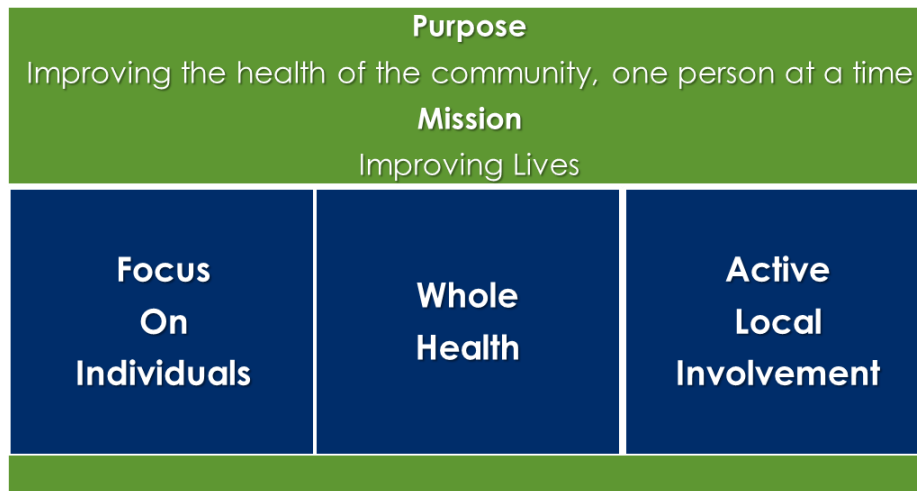 Purpose
Improving the health of the community, one person at a time
Mission
Improving Lives
Focus
On
Individuals
Whole
Health
Active
Local
Involvement